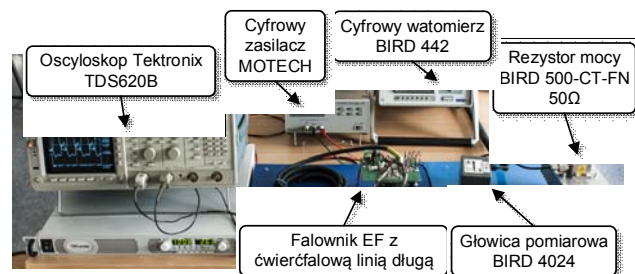 Oscyloskop Tektronix
TDS620B
Cyfrowy
zasilacz
MOTECH
Cyfrowy watomierz
BIRD 442
Rezystor mocy
BIRD 500-CT-FN
50Ω
Falownik EF z
ćwierćfalową linią długą
Głowica pomiarowa
BIRD 4024